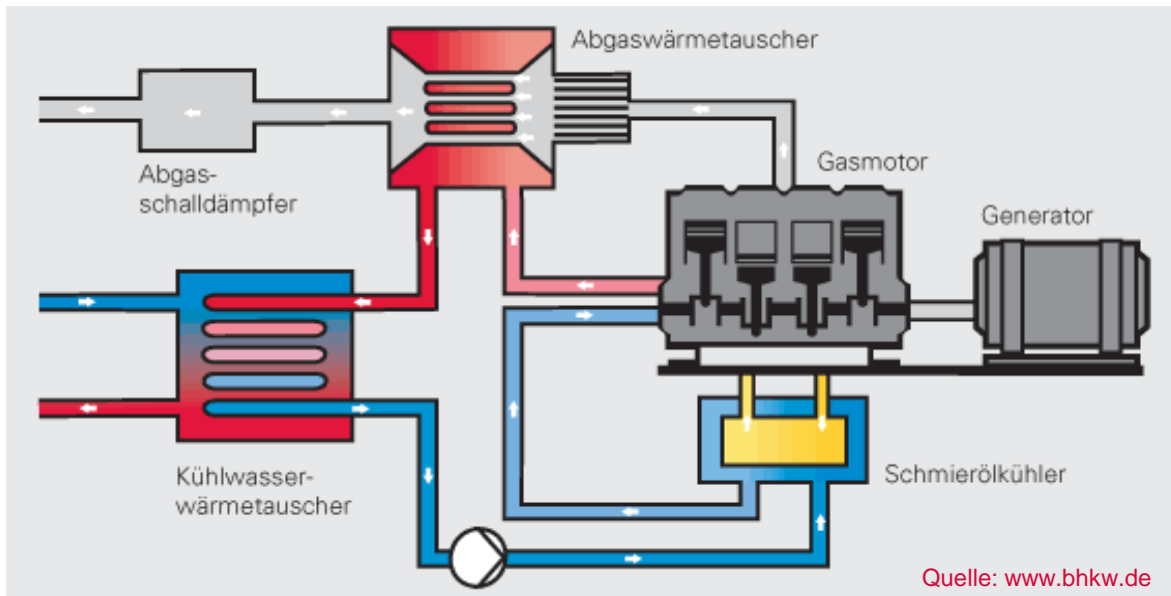 Abgaswärmetauscher
Abgas-
schalldämpfer
Gasmotor
Generator
Kühlwasser-
wärmetauscher
Schmierölkühler
Quelle: www.bhkw.de